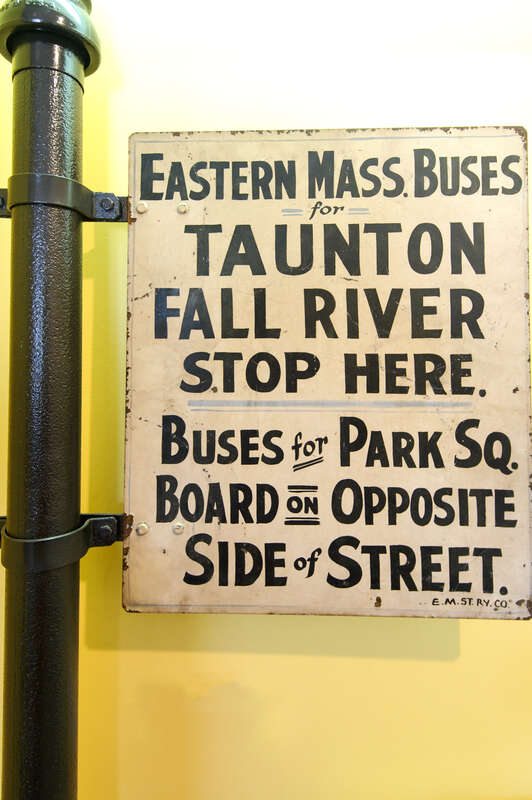 EASTERN MASS. BUSES
for
TAUNTON
FALL RIVER
STOP HERE.
BUSES for PARK SQ.
BOARD ON OPPOSITE
SIDE of STREET.
E.M.ST.RY.CO.